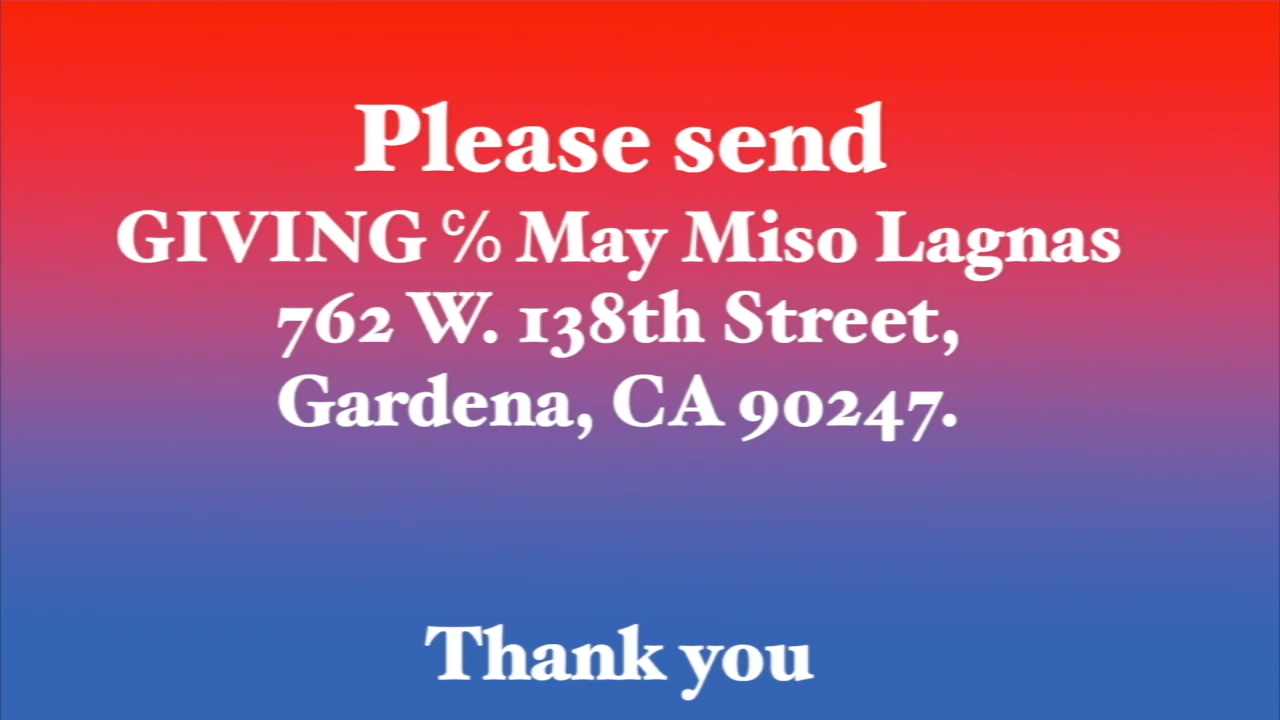 Please send
GIVING ℅ May Miso Lagnas
762 W. 138th Street,
Gardena, CA 90247.
Thank you